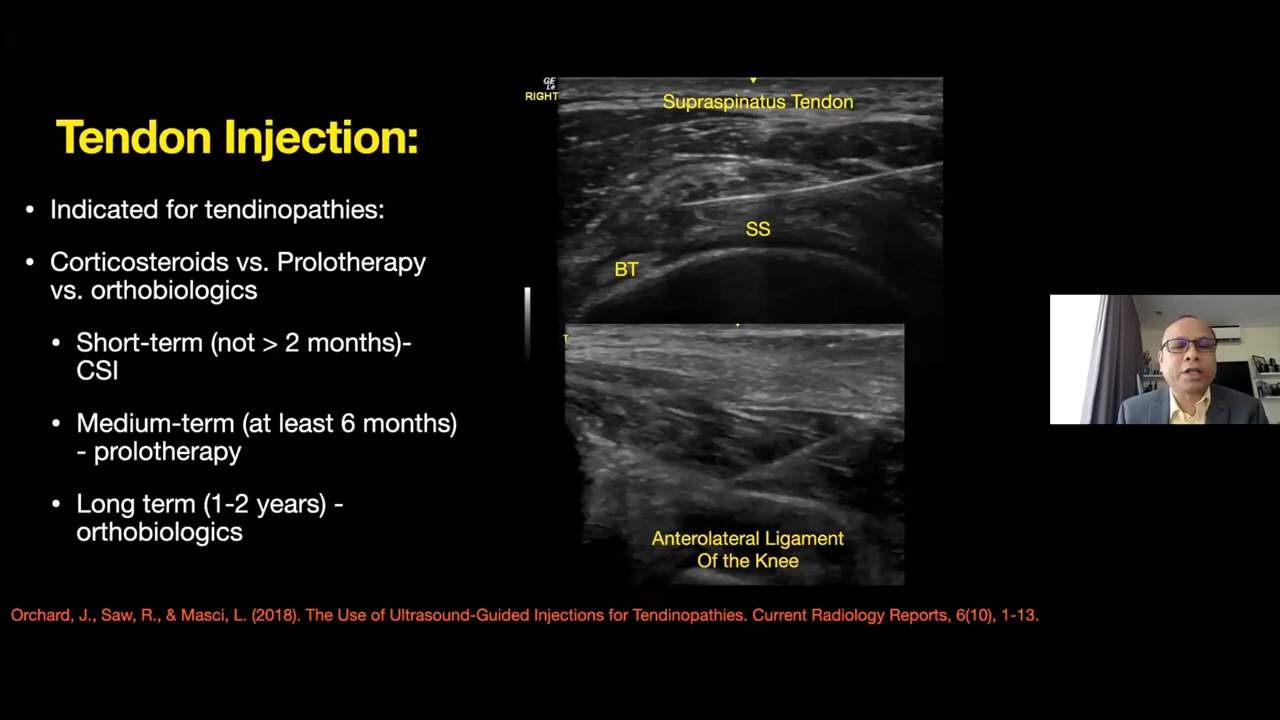 Tendon Injection:
• Indicated for tendinopathies:
• Corticosteroids vs. Prolotherapy
vs. orthobiologics
• Short-term (not > 2 months)-
CSI
• Medium-term (at least 6 months)
- prolotherapy
• Long term (1-2 years) -
orthobiologics
GE
Le
RIGHT
Supraspinatus Tendon
SS
BT
T
Anterolateral Ligament
Of the Knee
Orchard, J., Saw, R., & Masci, L. (2018). The Use of Ultrasound-Guided Injections for Tendinopathies. Current Radiology Reports, 6(10), 1-13.